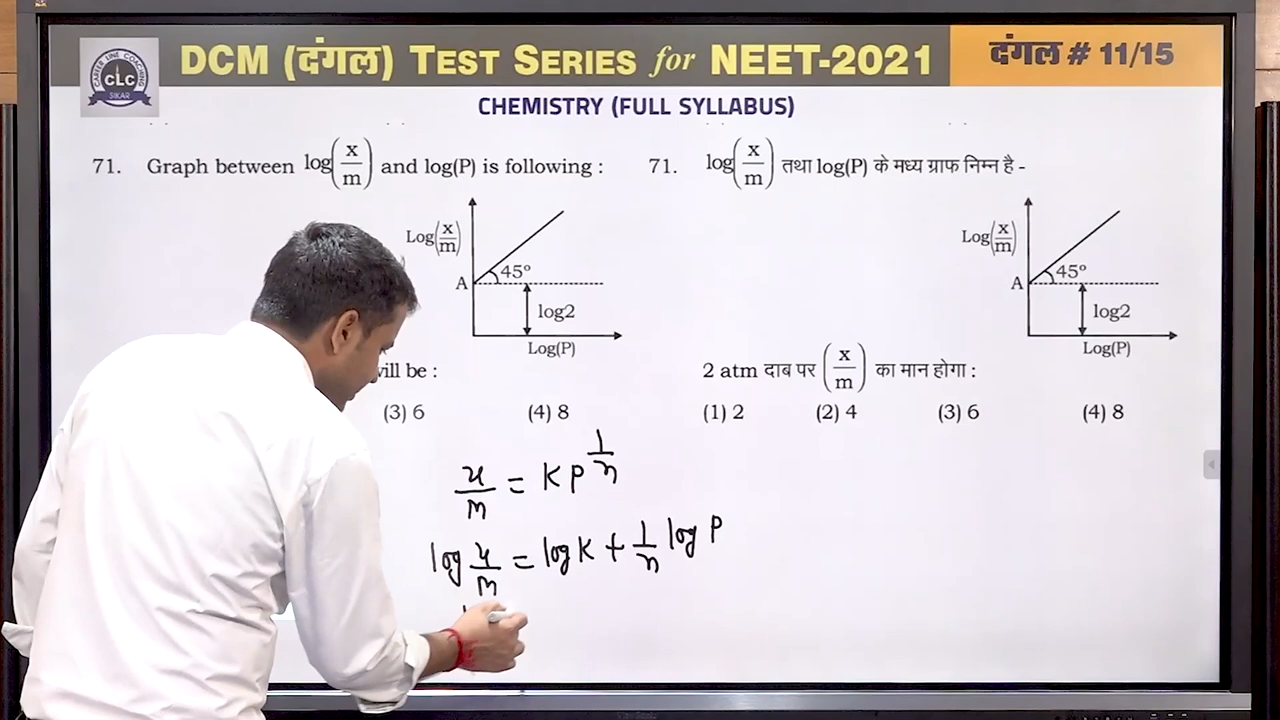 DCM (दंगल) TEST SERIES for NEET-2021
दंगल # 11/15
CAREER LINE COACHING
CLC
SIKAR
CHEMISTRY (FULL SYLLABUS)
71. Graph between log(x/m) and log(P) is following :
Log(x/m)
45°
A
log2
Log(P)
will be :
(3) 6 (4) 8
71. log(x/m) तथा log(P) के मध्य ग्राफ निम्न है -
Log(x/m)
45°
A
log2
Log(P)
2 atm दाब पर (x/m) का मान होगा :
(1) 2 (2) 4 (3) 6 (4) 8
x/m = K P^(1/n)
log x/m = log K + 1/n log P